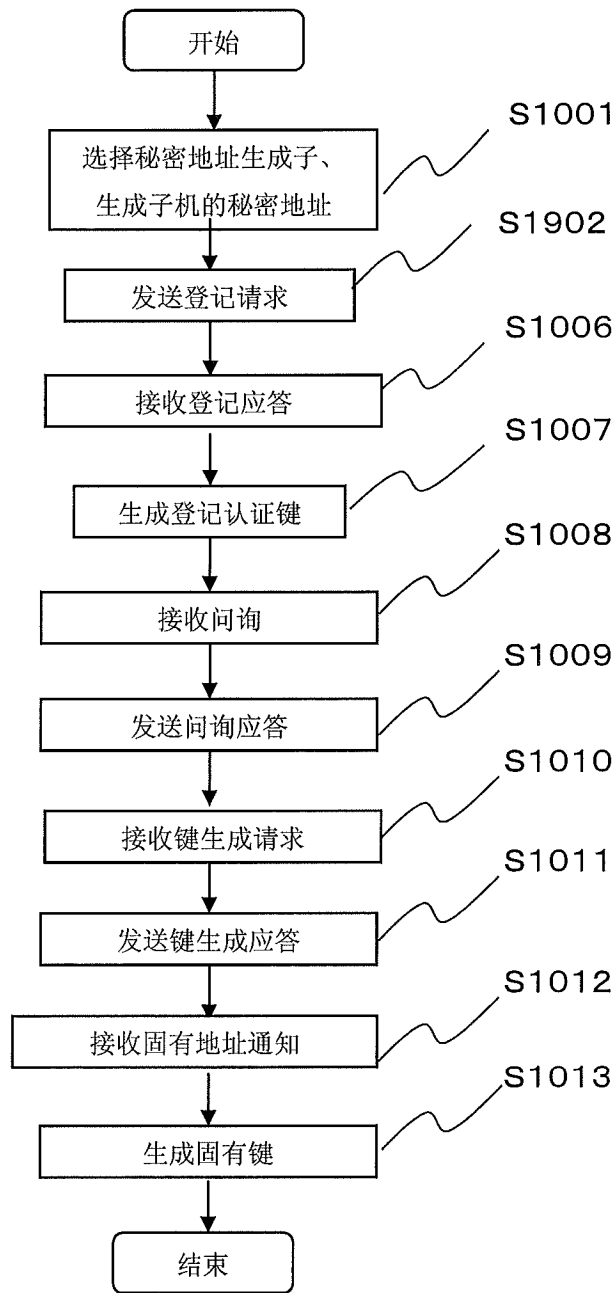 开始
S1001
选择秘密地址生成子、
生成子机的秘密地址
S1902
发送登记请求
S1006
接收登记应答
S1007
生成登记认证键
S1008
接收问询
S1009
发送问询应答
S1010
接收键生成请求
S1011
发送键生成应答
S1012
接收固有地址通知
S1013
生成固有键
结束